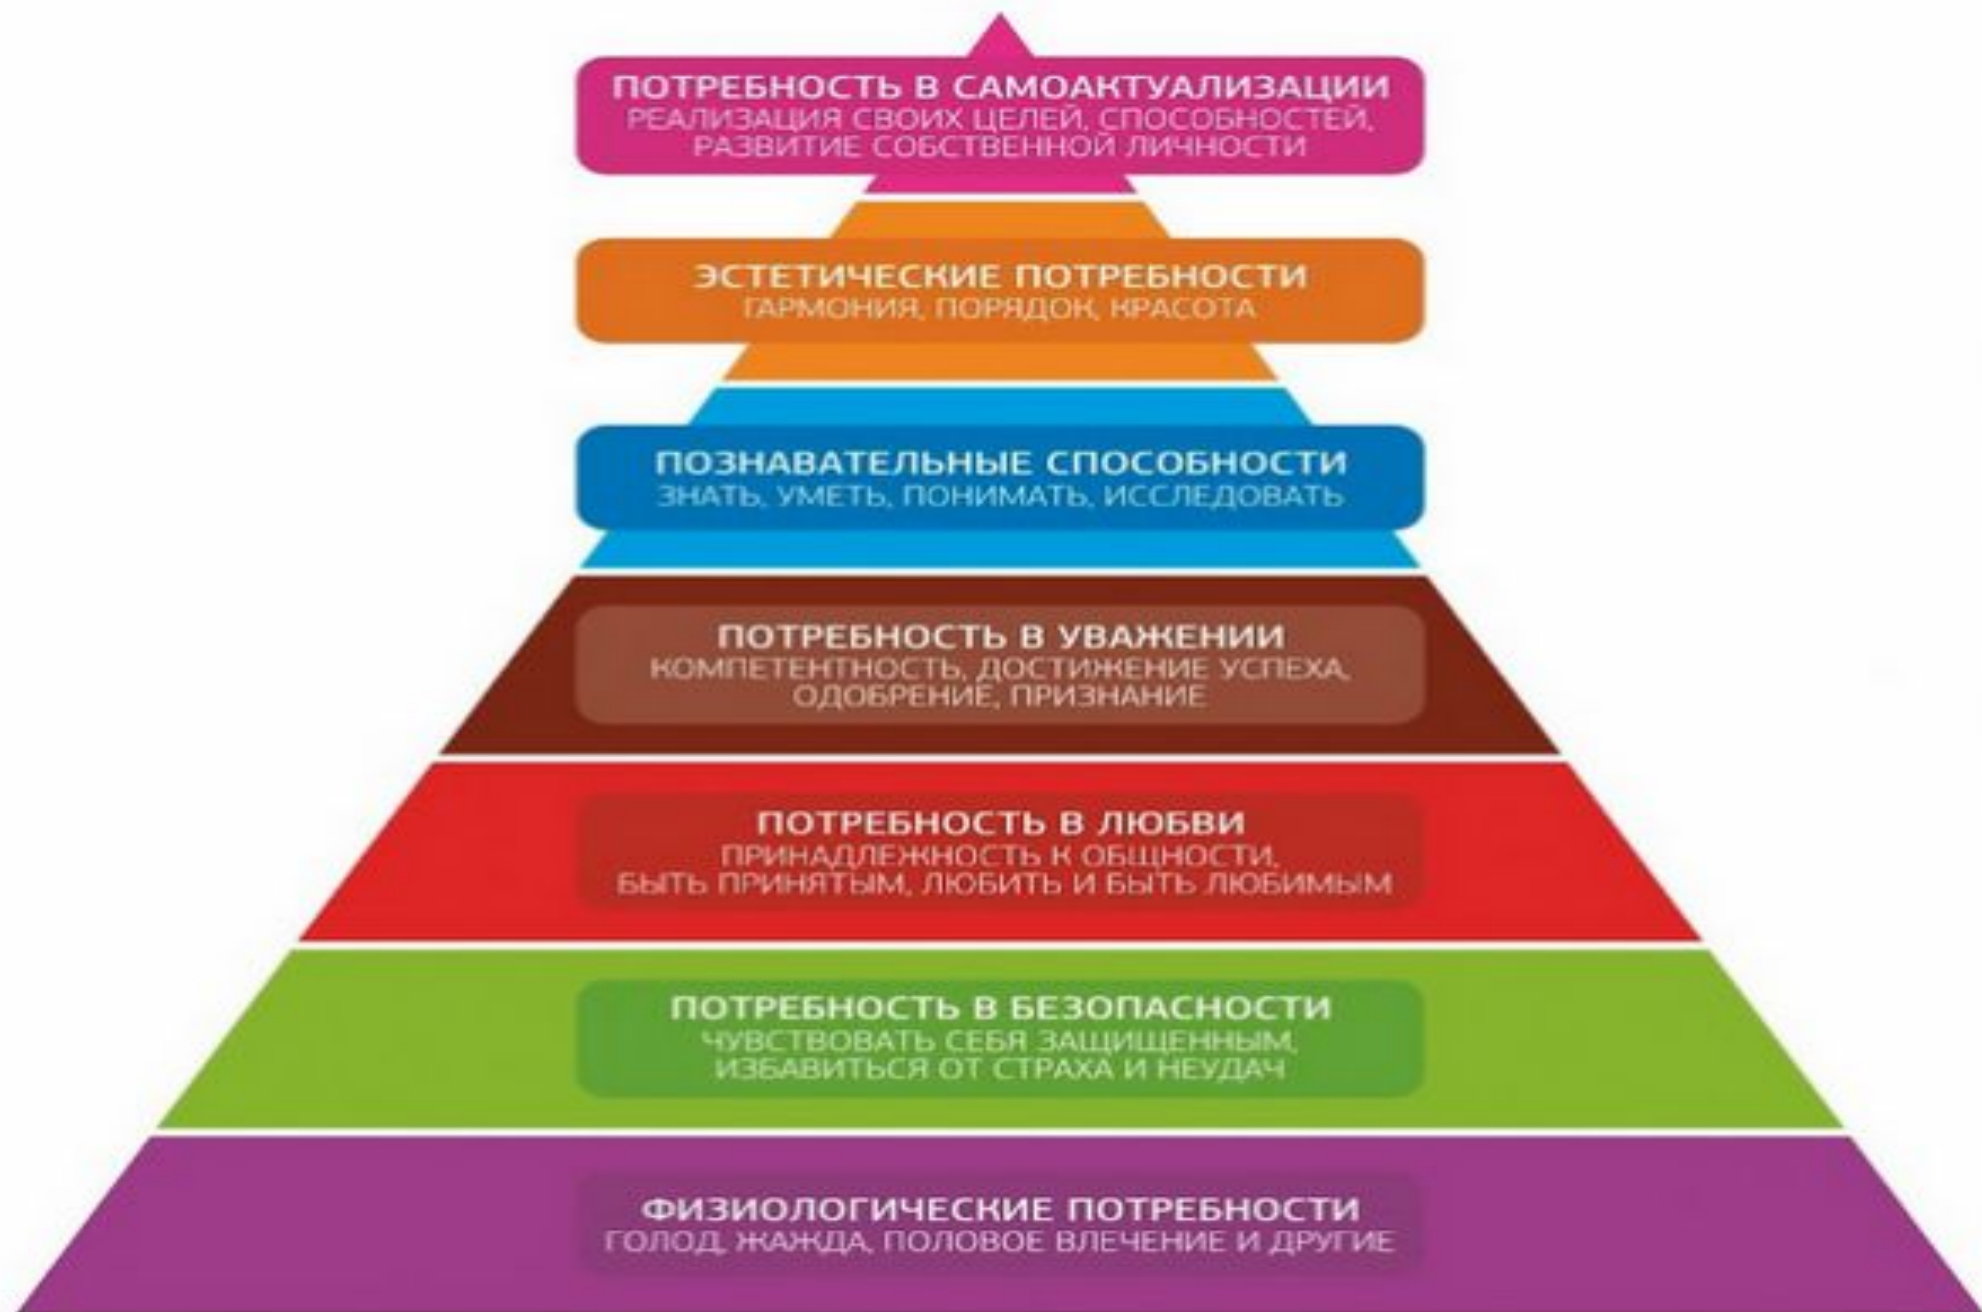 ПОТРЕБНОСТЬ В САМОАКТУАЛИЗАЦИИ
РЕАЛИЗАЦИЯ СВОИХ ЦЕЛЕЙ, СПОСОБНОСТЕЙ,
РАЗВИТИЕ СОБСТВЕННОЙ ЛИЧНОСТИ
ЭСТЕТИЧЕСКИЕ ПОТРЕБНОСТИ
ГАРМОНИЯ, ПОРЯДОК, КРАСОТА
ПОЗНАВАТЕЛЬНЫЕ СПОСОБНОСТИ
ЗНАТЬ, УМЕТЬ, ПОНИМАТЬ, ИССЛЕДОВАТЬ
ПОТРЕБНОСТЬ В УВАЖЕНИИ
КОМПЕТЕНТНОСТЬ, ДОСТИЖЕНИЕ УСПЕХА,
ОДОБРЕНИЕ, ПРИЗНАНИЕ
ПОТРЕБНОСТЬ В ЛЮБВИ
ПРИНАДЛЕЖНОСТЬ К ОБЩНОСТИ,
БЫТЬ ПРИНЯТЫМ, ЛЮБИТЬ И БЫТЬ ЛЮБИМЫМ
ПОТРЕБНОСТЬ В БЕЗОПАСНОСТИ
ЧУВСТВОВАТЬ СЕБЯ ЗАЩИЩЕННЫМ,
ИЗБАВИТЬСЯ ОТ СТРАХА И НЕУДАЧ
ФИЗИОЛОГИЧЕСКИЕ ПОТРЕБНОСТИ
ГОЛОД, ЖАЖДА, ПОЛОВОЕ ВЛЕЧЕНИЕ И ДРУГИЕ